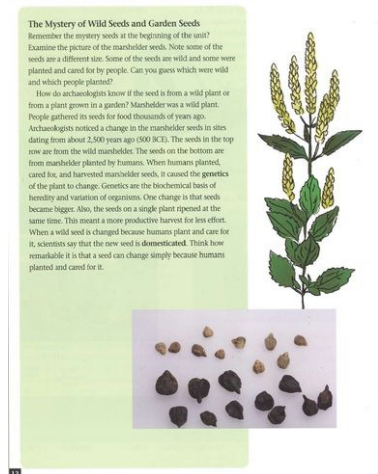 The Mystery of Wild Seeds and Garden Seeds
Remember the mystery seeds at the beginning of the unit?
Examine the picture of the marshelder seeds. Note some of the
seeds are a different size. Some of the seeds are wild and some were
planted and cared for by people. Can you guess which were wild
and which people planted?
How do archaeologists know if the seed is from a wild plant or
from a plant grown in a garden? Marshelder was a wild plant.
People gathered its seeds for food thousands of years ago.
Archaeologists noticed a change in the marshelder seeds in sites
dating from about 2,500 years ago (500 BCE). The seeds in the top
row are from the wild marshelder. The seeds on the bottom are
from marshelder planted by humans. When humans planted,
cared for, and harvested marshelder seeds, it caused the genetics
of the plant to change. Genetics are the biochemical basis of
heredity and variation of organisms. One change is that seeds
became bigger. Also, the seeds on a single plant ripened at the
same time. This meant a more productive harvest for less effort.
When a wild seed is changed because humans plant and care for
it, scientists say that the new seed is domesticated. Think how
remarkable it is that a seed can change simply because humans
planted and cared for it.
12